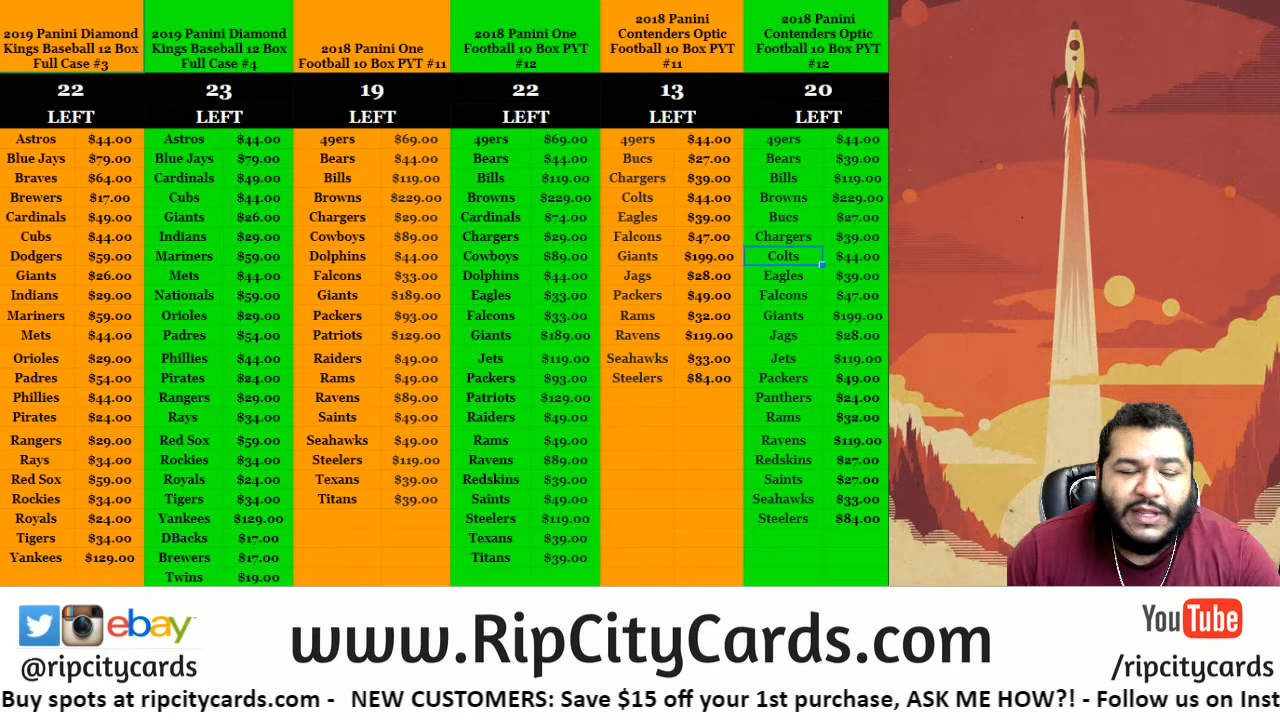 2019 Panini Diamond
Kings Baseball 12 Box
Full Case #3
22
LEFT
Astros $44.00
Blue Jays $79.00
Braves $64.00
Brewers $17.00
Cardinals $49.00
Cubs $44.00
Dodgers $59.00
Giants $26.00
Indians $29.00
Mariners $59.00
Mets $44.00
Orioles $29.00
Padres $54.00
Phillies $44.00
Pirates $24.00
Rangers $29.00
Rays $34.00
Red Sox $59.00
Rockies $34.00
Royals $24.00
Tigers $34.00
Yankees $129.00
2019 Panini Diamond
Kings Baseball 12 Box
Full Case #4
23
LEFT
Astros $44.00
Blue Jays $79.00
Cardinals $49.00
Cubs $44.00
Giants $26.00
Indians $29.00
Mariners $59.00
Mets $44.00
Nationals $59.00
Orioles $29.00
Padres $54.00
Phillies $44.00
Pirates $24.00
Rangers $29.00
Rays $34.00
Red Sox $59.00
Rockies $34.00
Royals $24.00
Tigers $34.00
Yankees $129.00
DBacks $17.00
Brewers $17.00
Twins $19.00
2018 Panini One
Football 10 Box PYT #11
19
LEFT
49ers $69.00
Bears $44.00
Bills $119.00
Browns $229.00
Chargers $29.00
Cowboys $89.00
Dolphins $44.00
Falcons $33.00
Giants $189.00
Packers $93.00
Patriots $129.00
Raiders $49.00
Rams $49.00
Ravens $89.00
Saints $49.00
Seahawks $49.00
Steelers $119.00
Texans $39.00
Titans $39.00
2018 Panini One
Football 10 Box PYT
#12
22
LEFT
49ers $69.00
Bears $44.00
Bills $119.00
Browns $229.00
Cardinals $74.00
Chargers $29.00
Cowboys $89.00
Dolphins $44.00
Eagles $33.00
Falcons $33.00
Giants $189.00
Jets $119.00
Packers $93.00
Patriots $129.00
Raiders $49.00
Rams $49.00
Ravens $89.00
Redskins $39.00
Saints $49.00
Steelers $119.00
Texans $39.00
Titans $39.00
2018 Panini
Contenders Optic
Football 10 Box PYT
#11
13
LEFT
49ers $44.00
Bucs $27.00
Chargers $39.00
Colts $44.00
Eagles $39.00
Falcons $47.00
Giants $199.00
Jags $28.00
Packers $49.00
Rams $32.00
Ravens $119.00
Seahawks $33.00
Steelers $84.00
2018 Panini
Contenders Optic
Football 10 Box PYT
#12
20
LEFT
49ers $44.00
Bears $39.00
Bills $119.00
Browns $229.00
Bucs $27.00
Chargers $39.00
Colts $44.00
Eagles $39.00
Falcons $47.00
Giants $199.00
Jags $28.00
Jets $119.00
Packers $49.00
Panthers $24.00
Rams $32.00
Ravens $119.00
Redskins $27.00
Saints $27.00
Seahawks $33.00
Steelers $84.00
ebay
@ripcitycards
www.RipCityCards.com
You Tube
/ripcitycards
Buy spots at ripcitycards.com - NEW CUSTOMERS: Save $15 off your 1st purchase, ASK ME HOW?! - Follow us on Inst